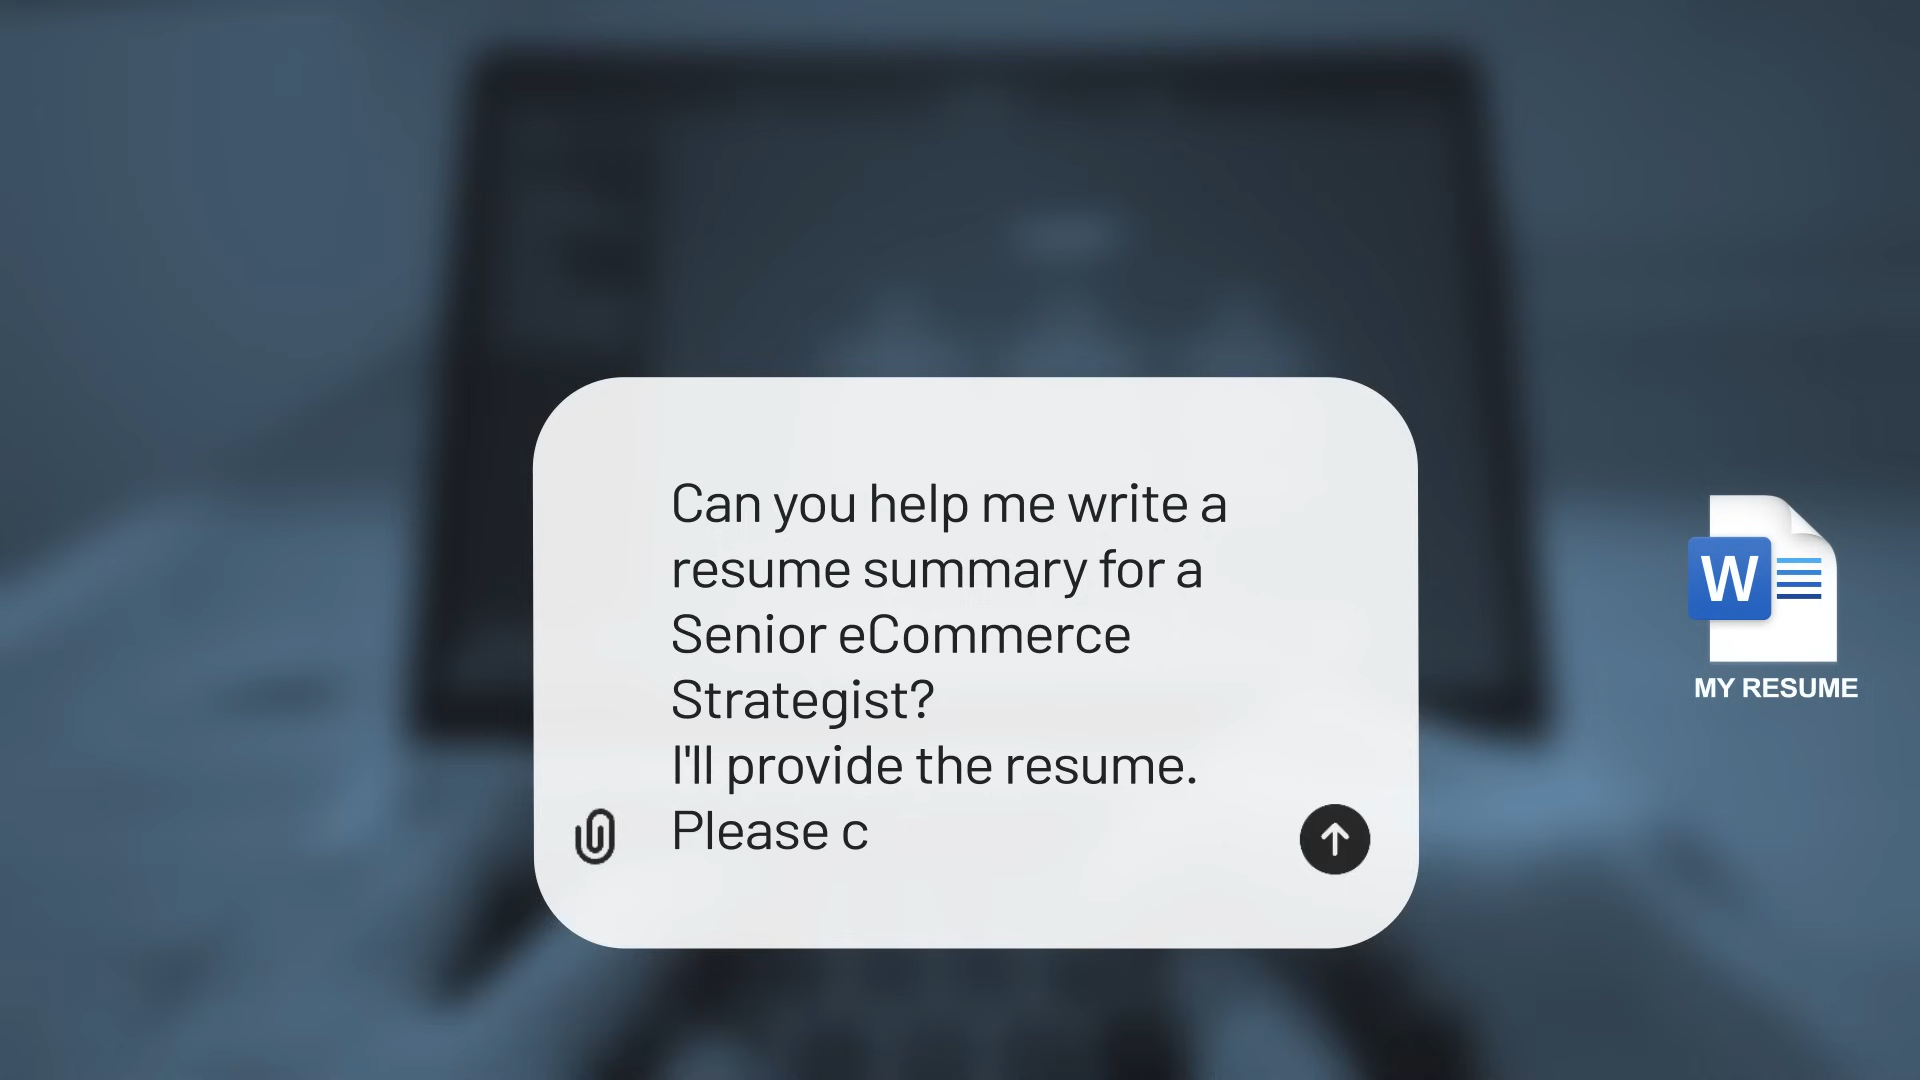 Can you help me write a
resume summary for a
Senior eCommerce
Strategist?
I'll provide the resume.
Please c
W
MY RESUME